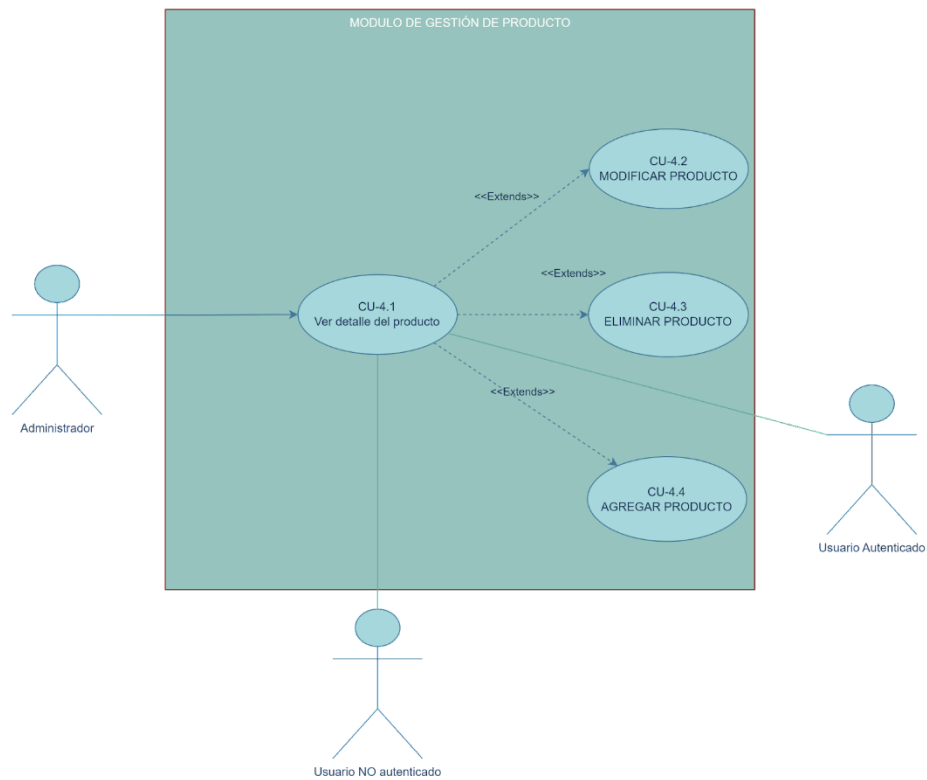 MODULO DE GESTIÓN DE PRODUCTO
CU-4.2
MODIFICAR PRODUCTO
<<Extends>>
<<Extends>>
CU-4.1
Ver detalle del producto
CU-4.3
ELIMINAR PRODUCTO
<<Extends>>
Administrador
CU-4.4
AGREGAR PRODUCTO
Usuario Autenticado
Usuario NO autenticado